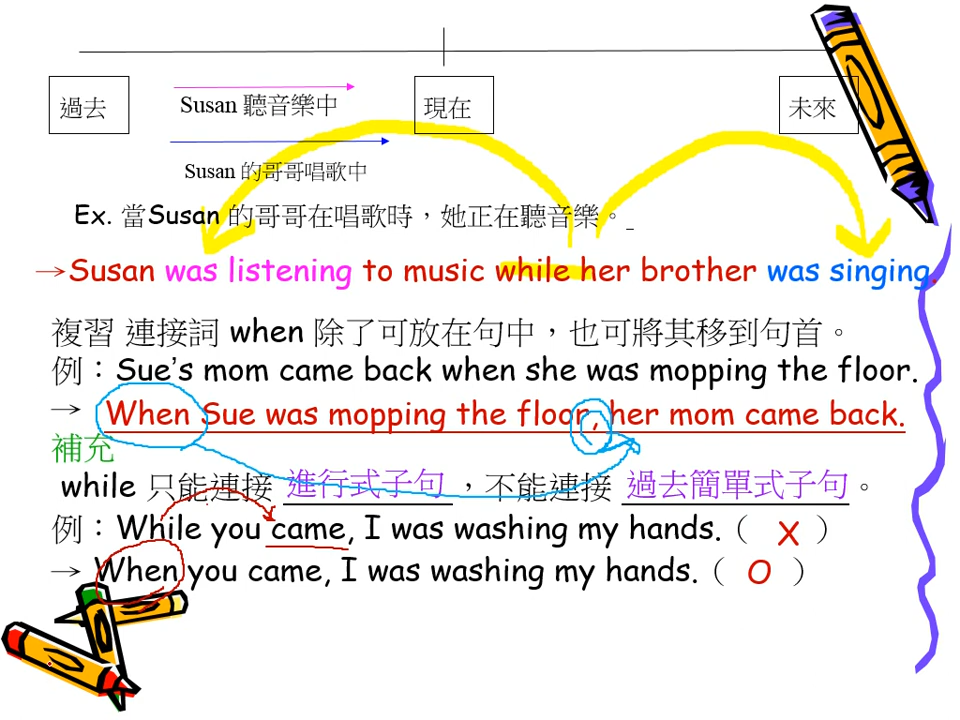 過去 Susan 聽音樂中 現在 未來
Susan 的哥哥唱歌中
Ex. 當Susan 的哥哥在唱歌時，她正在聽音樂。
→Susan was listening to music while her brother was singing.
複習 連接詞 when 除了可放在句中，也可將其移到句首。
例：Sue's mom came back when she was mopping the floor.
→ When Sue was mopping the floor, her mom came back.
補充
while 只能連接 進行式子句 ，不能連接 過去簡單式子句 。
例：While you came, I was washing my hands.（ X ）
→ When you came, I was washing my hands.（ O ）